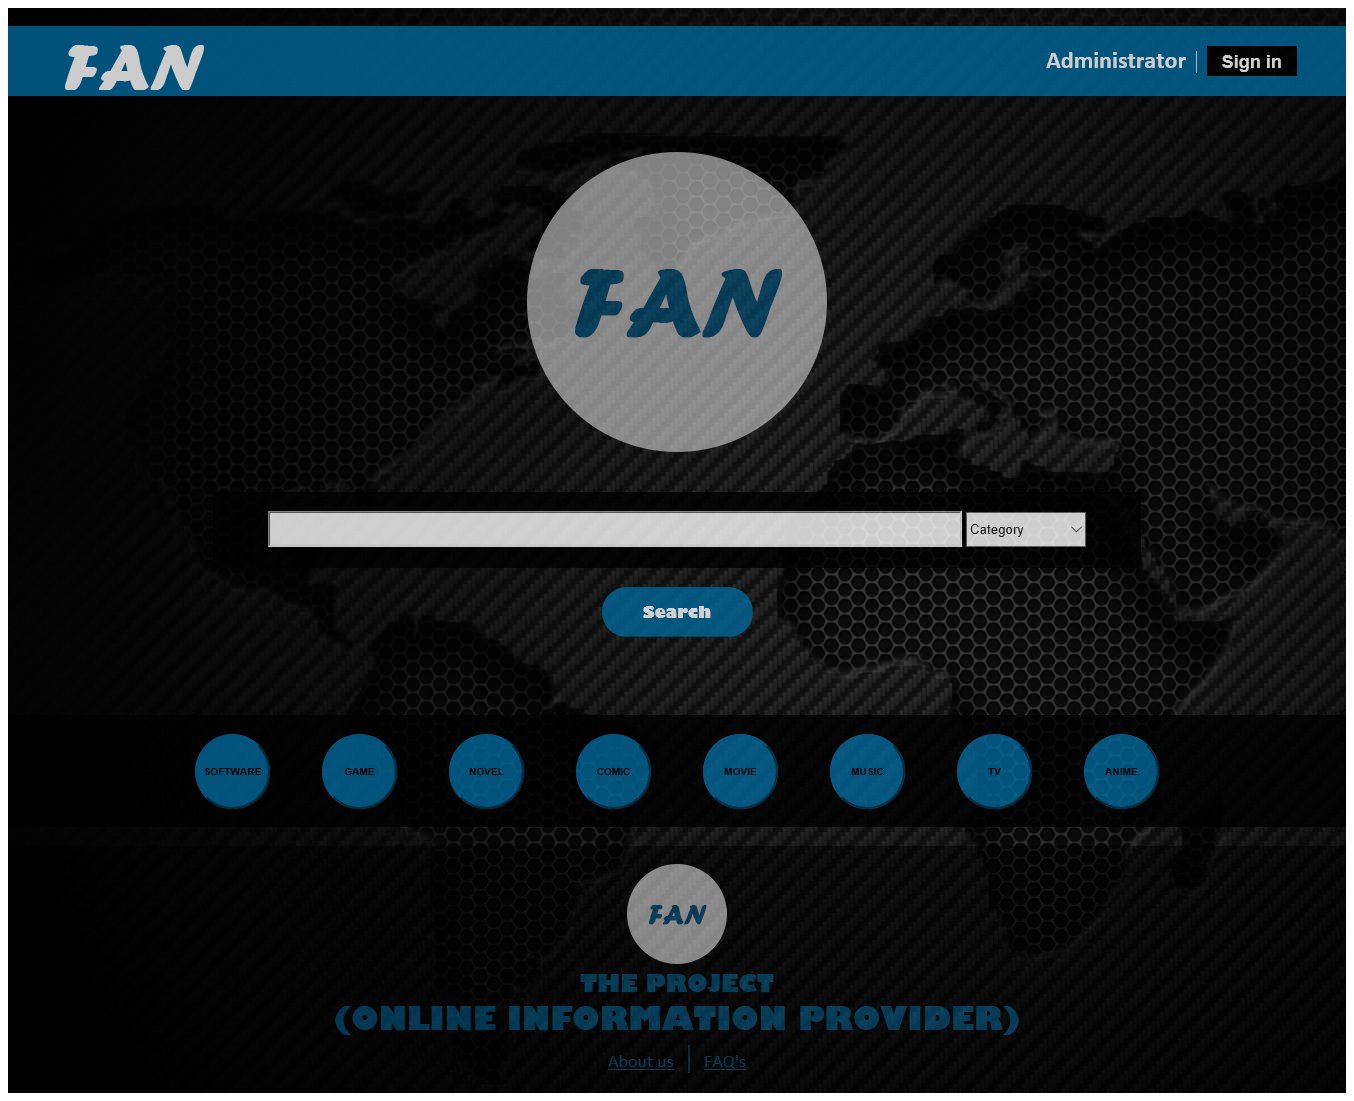 FAN
Administrator
Sign in
FAN
Category
Search
SOFTWARE
GAME
NOVEL
COMIC
MOVIE
MUSIC
TV
ANIME
FAN
THE PROJECT
(ONLINE INFORMATION PROVIDER)
About us
FAQ's